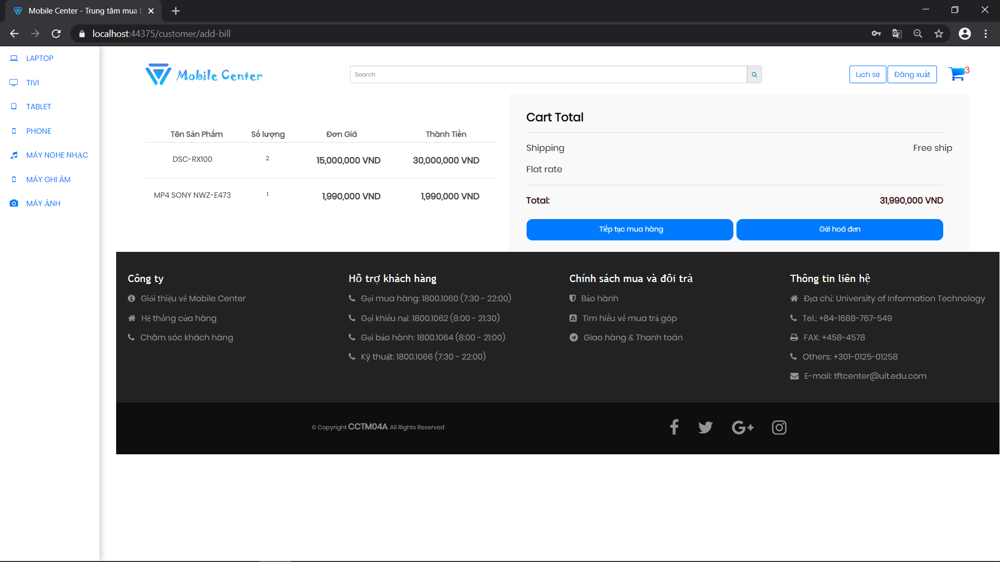 Mobile Center - Trung tâm mua b
localhost:44375/customer/add-bill
LAPTOP
TIVI
TABLET
PHONE
MÁY NGHE NHẠC
MÁY GHI ÂM
MÁY ẢNH
Mobile Center
Search
Lịch sử
Đăng xuất
3
Tên Sản Phẩm Số lượng Đơn Giá Thành Tiền
DSC-RX100 2 15,000,000 VND 30,000,000 VND
MP4 SONY NWZ-E473 1 1,990,000 VND 1,990,000 VND
Cart Total
Shipping Free ship
Flat rate
Total: 31,990,000 VND
Tiếp tục mua hàng
Gửi hoá đơn
Công ty
Giới thiệu về Mobile Center
Hệ thống cửa hàng
Chăm sóc khách hàng
Hỗ trợ khách hàng
Gọi mua hàng: 1800.1060 (7:30 - 22:00)
Gọi khiếu nại: 1800.1062 (8:00 - 21:30)
Gọi bảo hành: 1800.1064 (8:00 - 21:00)
Kỹ thuật: 1800.1066 (7:30 - 22:00)
Chính sách mua và đổi trả
Bảo hành
Tìm hiểu về mua trả góp
Giao hàng & Thanh toán
Thông tin liên hệ
Địa chỉ: University of Information Technology
Tel.: +84-1688-767-549
FAX: +458-4578
Others: +301-0125-01258
E-mail: tftcenter@uit.edu.com
© Copyright CCTM04A. All Rights Reserved